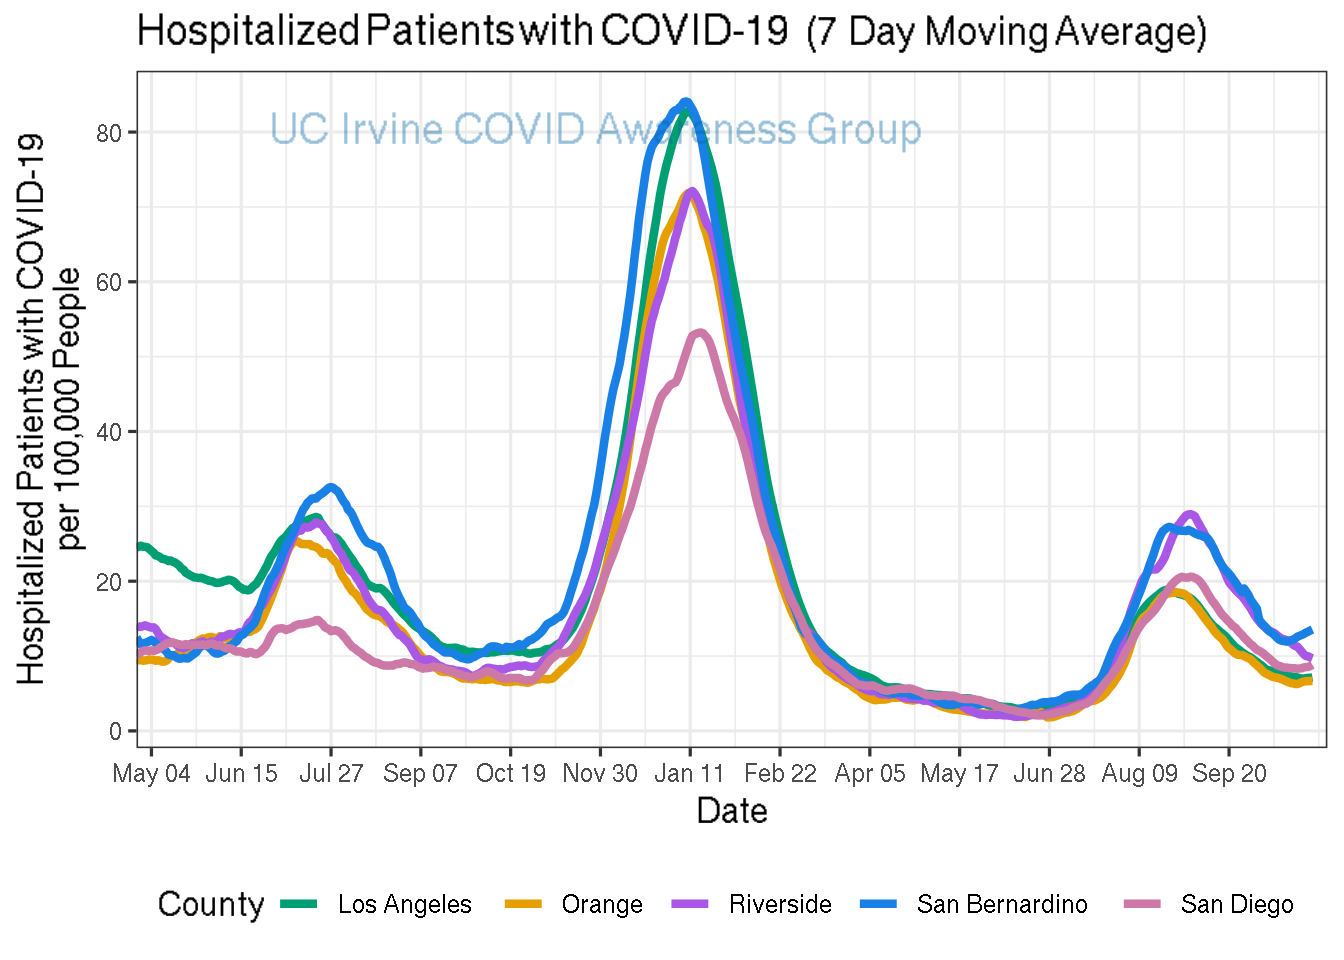 Hospitalized Patients with COVID-19 (7 Day Moving Average)
UC Irvine COVID Awareness Group
Hospitalized Patients with COVID-19
per 100,000 People
80
60
40
20
0
May 04 Jun 15 Jul 27 Sep 07 Oct 19 Nov 30 Jan 11 Feb 22 Apr 05 May 17 Jun 28 Aug 09 Sep 20
Date
County Los Angeles Orange Riverside San Bernardino San Diego